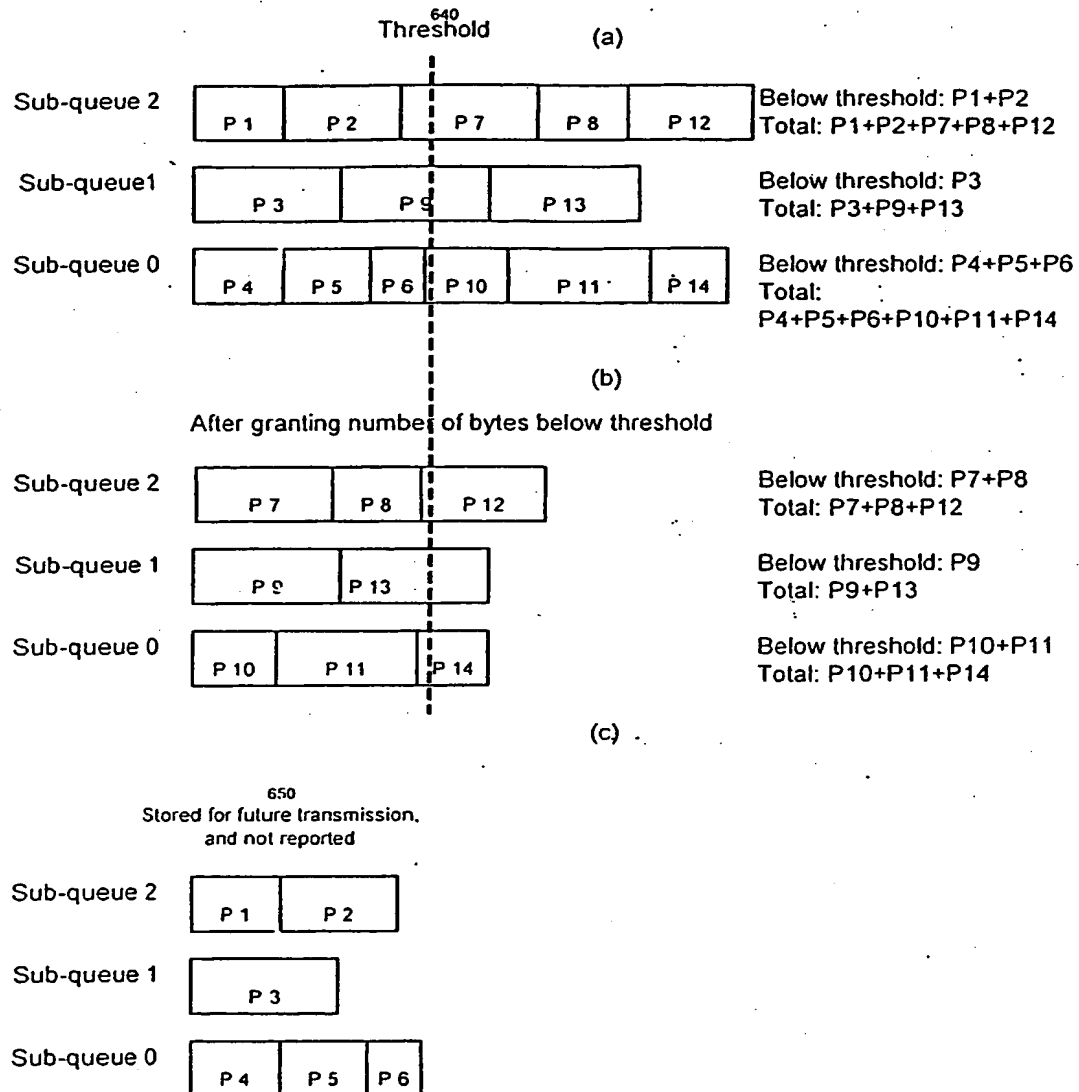 640
Threshold
(a)
Sub-queue 2
P 1 P 2 P 7 P 8 P 12
Below threshold: P1+P2
Total: P1+P2+P7+P8+P12
Sub-queue1
P 3 P 9 P 13
Below threshold: P3
Total: P3+P9+P13
Sub-queue 0
P 4 P 5 P 6 P 10 P 11 P 14
Below threshold: P4+P5+P6
Total:
P4+P5+P6+P10+P11+P14
(b)
After granting number of bytes below threshold
Sub-queue 2
P 7 P 8 P 12
Below threshold: P7+P8
Total: P7+P8+P12
Sub-queue 1
P 9 P 13
Below threshold: P9
Total: P9+P13
Sub-queue 0
P 10 P 11 P 14
Below threshold: P10+P11
Total: P10+P11+P14
(c)
650
Stored for future transmission,
and not reported
Sub-queue 2
P 1 P 2
Sub-queue 1
P 3
Sub-queue 0
P 4 P 5 P 6